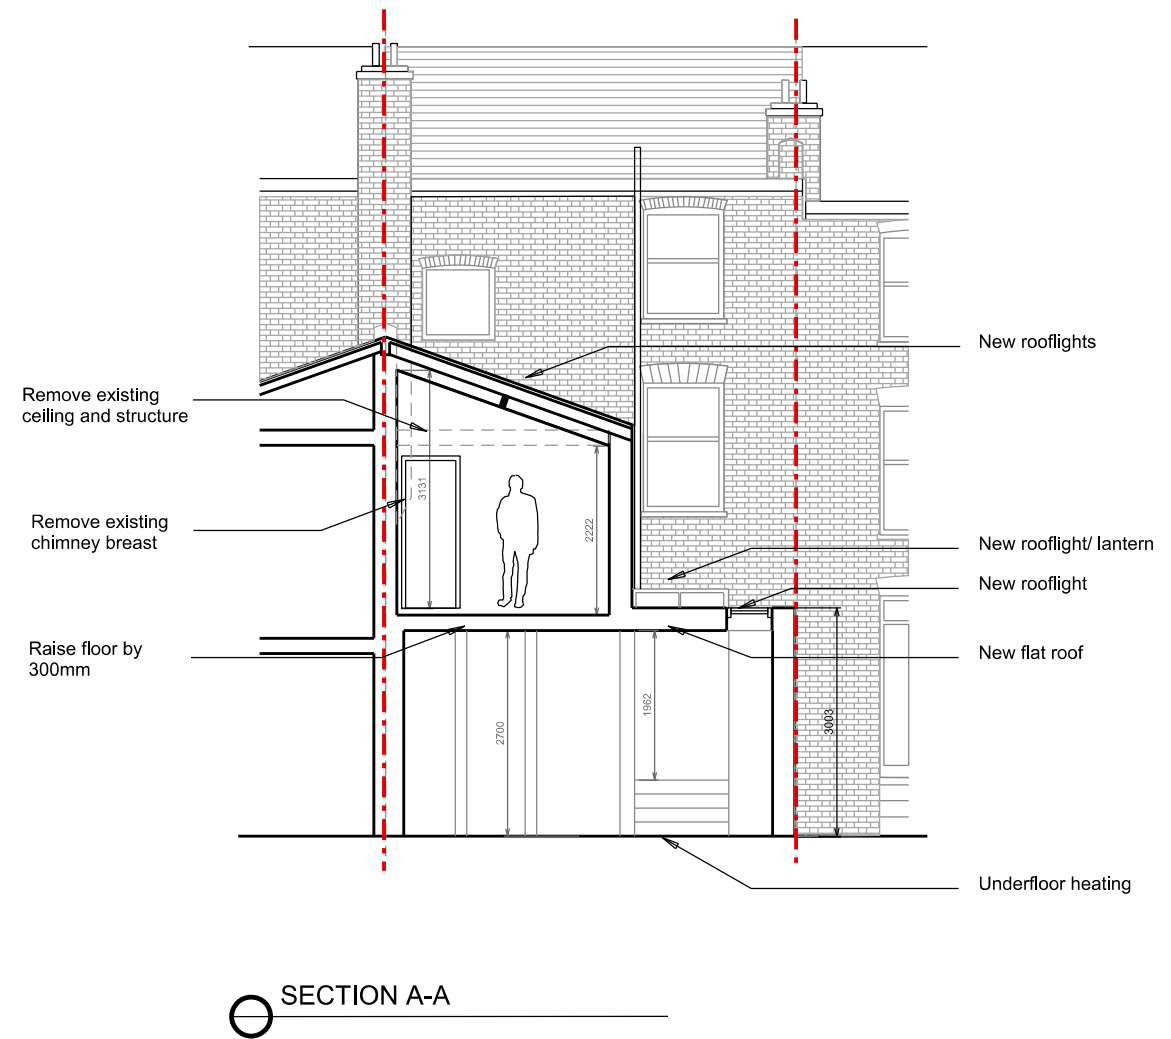 New rooflights
Remove existing
ceiling and structure
3131
Remove existing
chimney breast
2222
New rooflight/ lantern
New rooflight
Raise floor by
300mm
New flat roof
1962
3003
2700
Underfloor heating
SECTION A-A